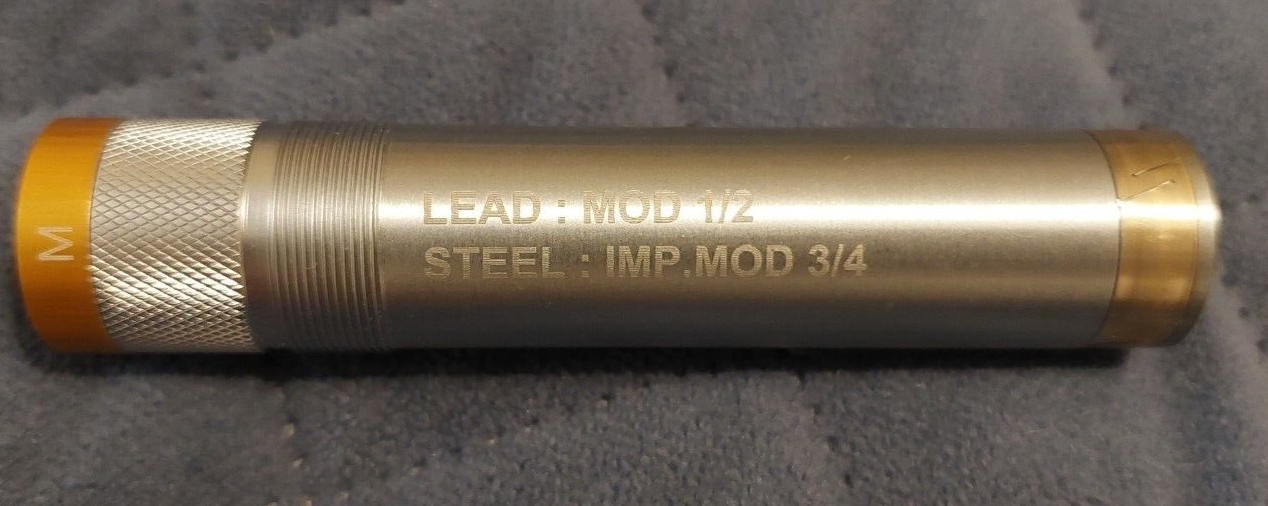 M
LEAD : MOD 1/2
STEEL : IMP.MOD 3/4